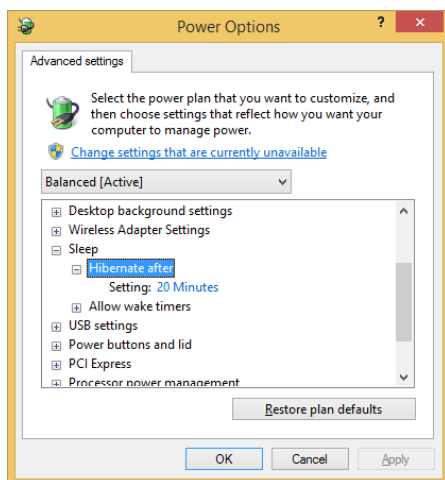 Power Options
?
Advanced settings
Select the power plan that you want to customize, and
then choose settings that reflect how you want your
computer to manage power.
Change settings that are currently unavailable
Balanced [Active]
Desktop background settings
Wireless Adapter Settings
Sleep
Hibernate after
Setting: 20 Minutes
Allow wake timers
USB settings
Power buttons and lid
PCI Express
Processor power management
Restore plan defaults
OK Cancel Apply